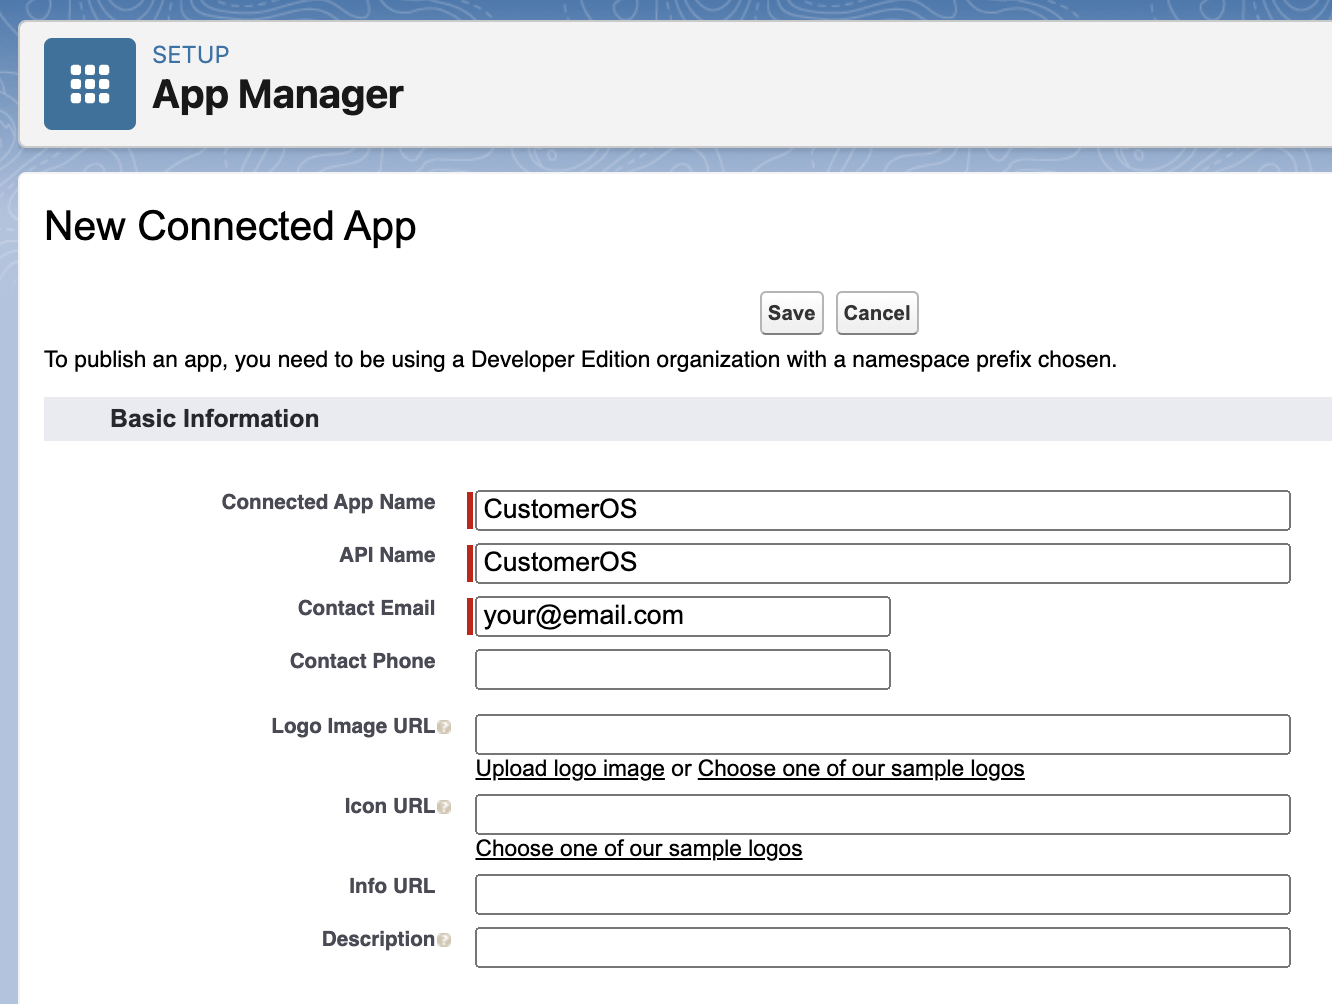 SETUP
App Manager
New Connected App
Save Cancel
To publish an app, you need to be using a Developer Edition organization with a namespace prefix chosen.
Basic Information
Connected App Name CustomerOS
API Name CustomerOS
Contact Email your@email.com
Contact Phone
Logo Image URL ?
Upload logo image or Choose one of our sample logos
Icon URL ?
Choose one of our sample logos
Info URL
Description ?